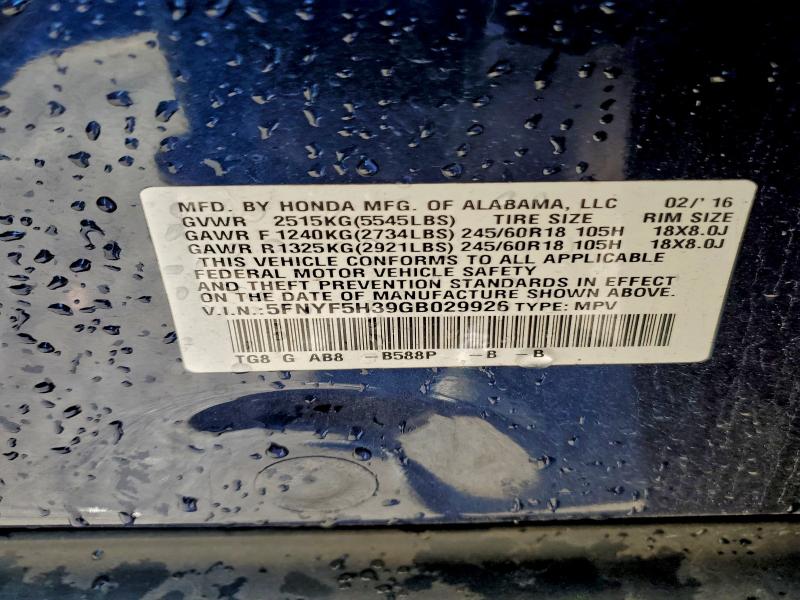 MFD. BY HONDA MFG. OF ALABAMA, LLC 02/' 16
GVWR 2515KG(5545LBS) TIRE SIZE RIM SIZE
GAWR F.1240KG(2734LBS) 245/60R18 105H 18X8.0J
GAWR R.1325KG(2921LBS) 245/60R18 105H 18X8.0J
THIS VEHICLE CONFORMS TO ALL APPLICABLE
FEDERAL MOTOR VEHICLE SAFETY
AND THEFT PREVENTION STANDARDS IN EFFECT
ON THE DATE OF MANUFACTURE SHOWN ABOVE.
V.I.N.:5FNYF5H39GB029926 TYPE: MPV
TG8 G AB8 -B588P -B -B